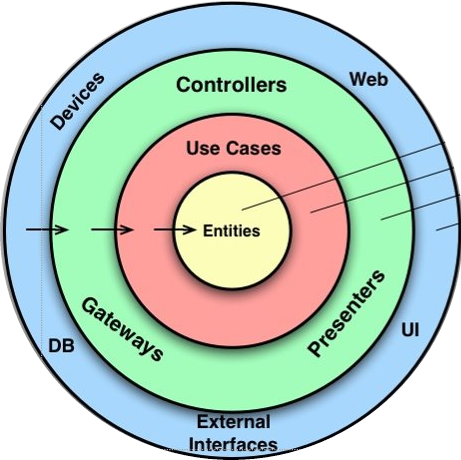 Devices
Web
Controllers
Use Cases
Entities
Gateways
Presenters
DB
UI
External
Interfaces